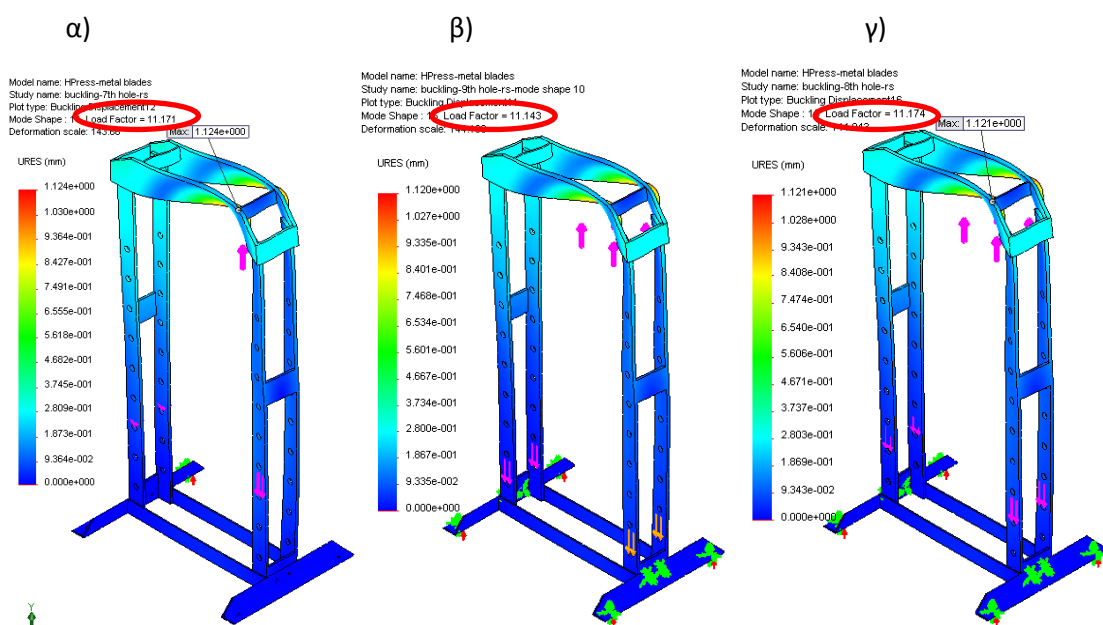 α)
Model name: HPress-metal blades
Study name: buckling-7th hole-rs
Plot type: Buckling
Mode Shape : Load Factor = 11.171
Deformation scale:
Max: 1.124e+000
URES (mm)
1.124e+000
1.030e+000
9.364e-001
8.427e-001
7.491e-001
6.555e-001
5.618e-001
4.682e-001
3.745e-001
2.809e-001
1.873e-001
9.364e-002
0.000e+000
Y
β)
Model name: HPress-metal blades
Study name: buckling-9th hole-rs-mode shape 10
Plot type: Buckling
Mode Shape : Load Factor = 11.143
Deformation scale:
URES (mm)
1.120e+000
1.027e+000
9.335e-001
8.401e-001
7.468e-001
6.534e-001
5.601e-001
4.667e-001
3.734e-001
2.800e-001
1.867e-001
9.335e-002
0.000e+000
γ)
Model name: HPress-metal blades
Study name: buckling-8th hole-rs
Plot type: Buckling
Mode Shape : Load Factor = 11.174
Deformation scale:
Max: 1.121e+000
URES (mm)
1.121e+000
1.028e+000
9.343e-001
8.408e-001
7.474e-001
6.540e-001
5.606e-001
4.671e-001
3.737e-001
2.803e-001
1.869e-001
9.343e-002
0.000e+000